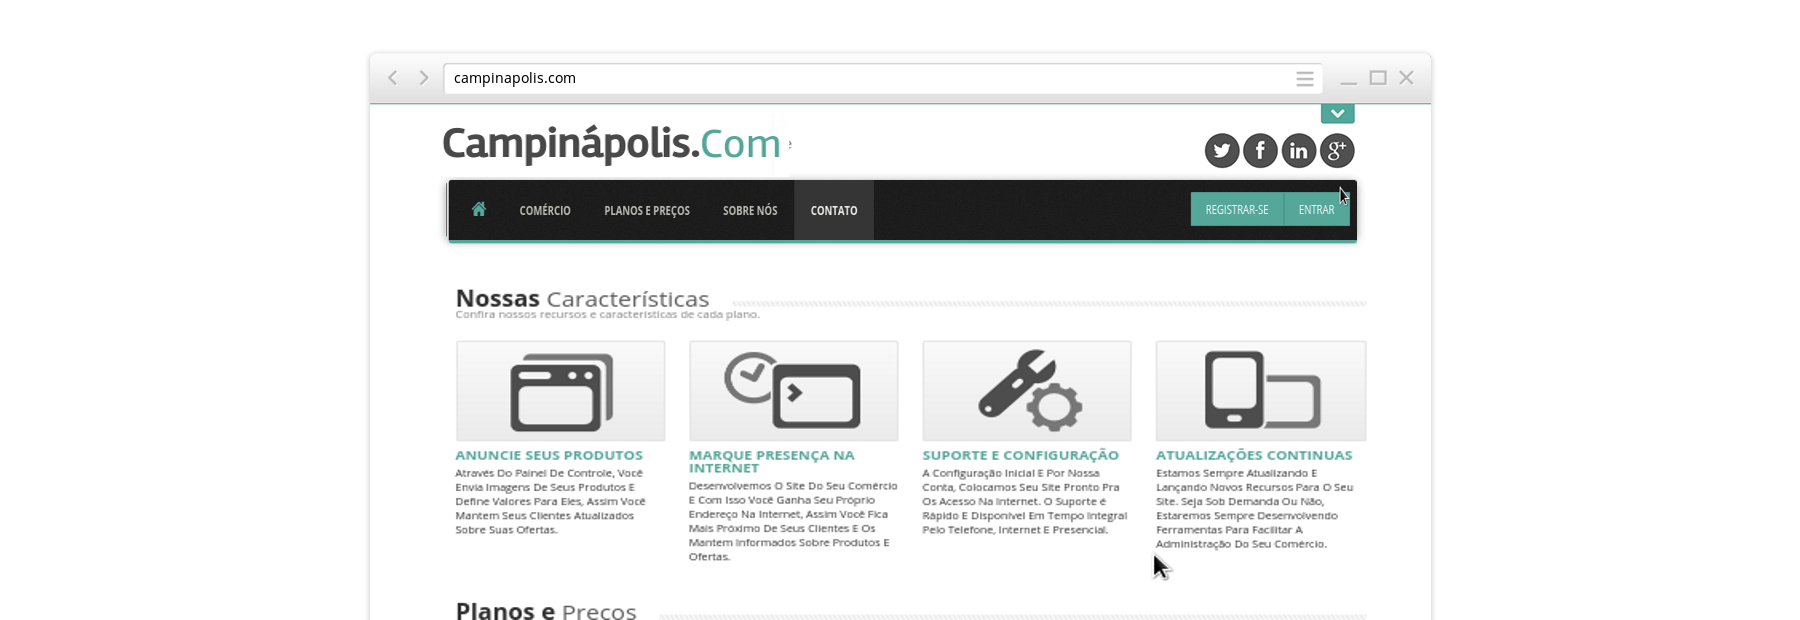 campinapolis.com
Campinápolis.Com
COMÉRCIO PLANOS E PREÇOS SOBRE NÓS CONTATO REGISTRAR-SE ENTRAR
Nossas Características
Confira nossos recursos e características de cada plano.
ANUNCIE SEUS PRODUTOS
Através Do Painel De Controle, Você
Envia Imagens De Seus Produtos E
Define Valores Para Eles, Assim Você
Mantem Seus Clientes Atualizados
Sobre Suas Ofertas.
MARQUE PRESENÇA NA
INTERNET
Desenvolvemos O Site Do Seu Comércio
E Com Isso Você Ganha Seu Próprio
Endereço Na Internet, Assim Você Fica
Mais Próximo De Seus Clientes E Os
Mantem Informados Sobre Produtos E
Ofertas.
SUPORTE E CONFIGURAÇÃO
A Configuração Inicial E Por Nossa
Conta, Colocamos Seu Site Pronto Pra
Os Acesso Na Internet. O Suporte é
Rápido E Disponivel Em Tempo Integral
Pelo Telefone, Internet E Presencial.
ATUALIZAÇÕES CONTINUAS
Estamos Sempre Atualizando E
Lançando Novos Recursos Para O Seu
Site. Seja Sob Demanda Ou Não,
Estaremos Sempre Desenvolvendo
Ferramentas Para Facilitar A
Administração Do Seu Comércio.
Planos e Preços